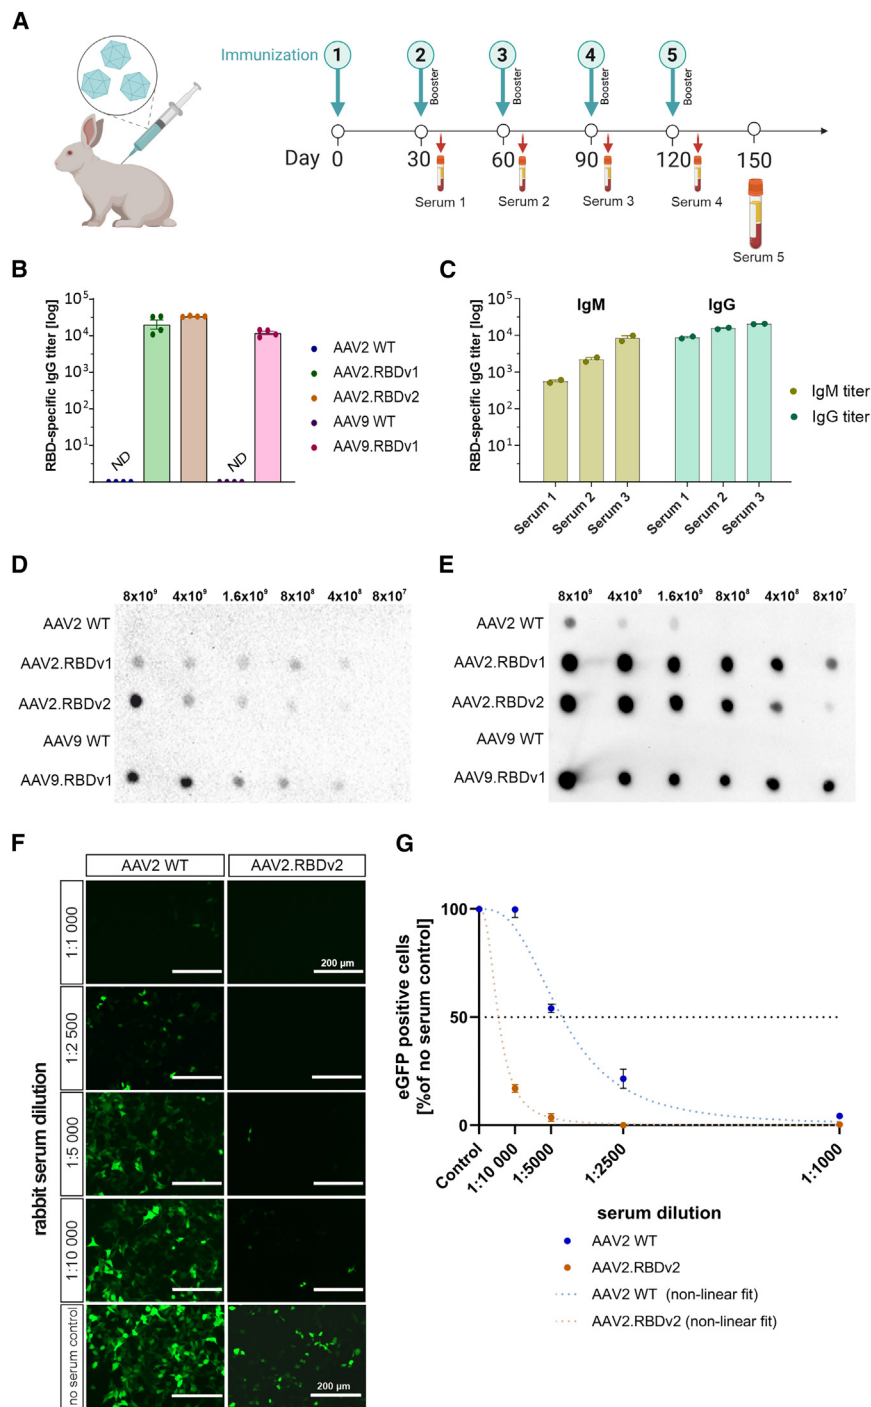 A
Immunization 1 2 3 4 5
Booster Booster Booster Booster
Day 0 30 60 90 120 150
Serum 1 Serum 2 Serum 3 Serum 4
Serum 5
B
RBD-specific IgG titer [log]
10⁵
10⁴
10³
10²
10¹
ND ND
AAV2 WT
AAV2.RBDv1
AAV2.RBDv2
AAV9 WT
AAV9.RBDv1
C
RBD-specific IgG titer [log]
10⁵
10⁴
10³
10²
10¹
IgM IgG
Serum 1 Serum 2 Serum 3 Serum 1 Serum 2 Serum 3
IgM titer
IgG titer
D
8x10⁹ 4x10⁹ 1.6x10⁹ 8x10⁸ 4x10⁸ 8x10⁷
AAV2 WT
AAV2.RBDv1
AAV2.RBDv2
AAV9 WT
AAV9.RBDv1
E
8x10⁹ 4x10⁹ 1.6x10⁹ 8x10⁸ 4x10⁸ 8x10⁷
AAV2 WT
AAV2.RBDv1
AAV2.RBDv2
AAV9 WT
AAV9.RBDv1
F
AAV2 WT AAV2.RBDv2
rabbit serum dilution
1:1 000
200 µm
1:2 500
1:5 000
1:10 000
no serum control
200 µm
G
eGFP positive cells
[%of no serum control]
100
50
0
Control 1:10 000 1:5000 1:2500 1:1000
serum dilution
AAV2 WT
AAV2.RBDv2
AAV2 WT (non-linear fit)
AAV2.RBDv2 (non-linear fit)